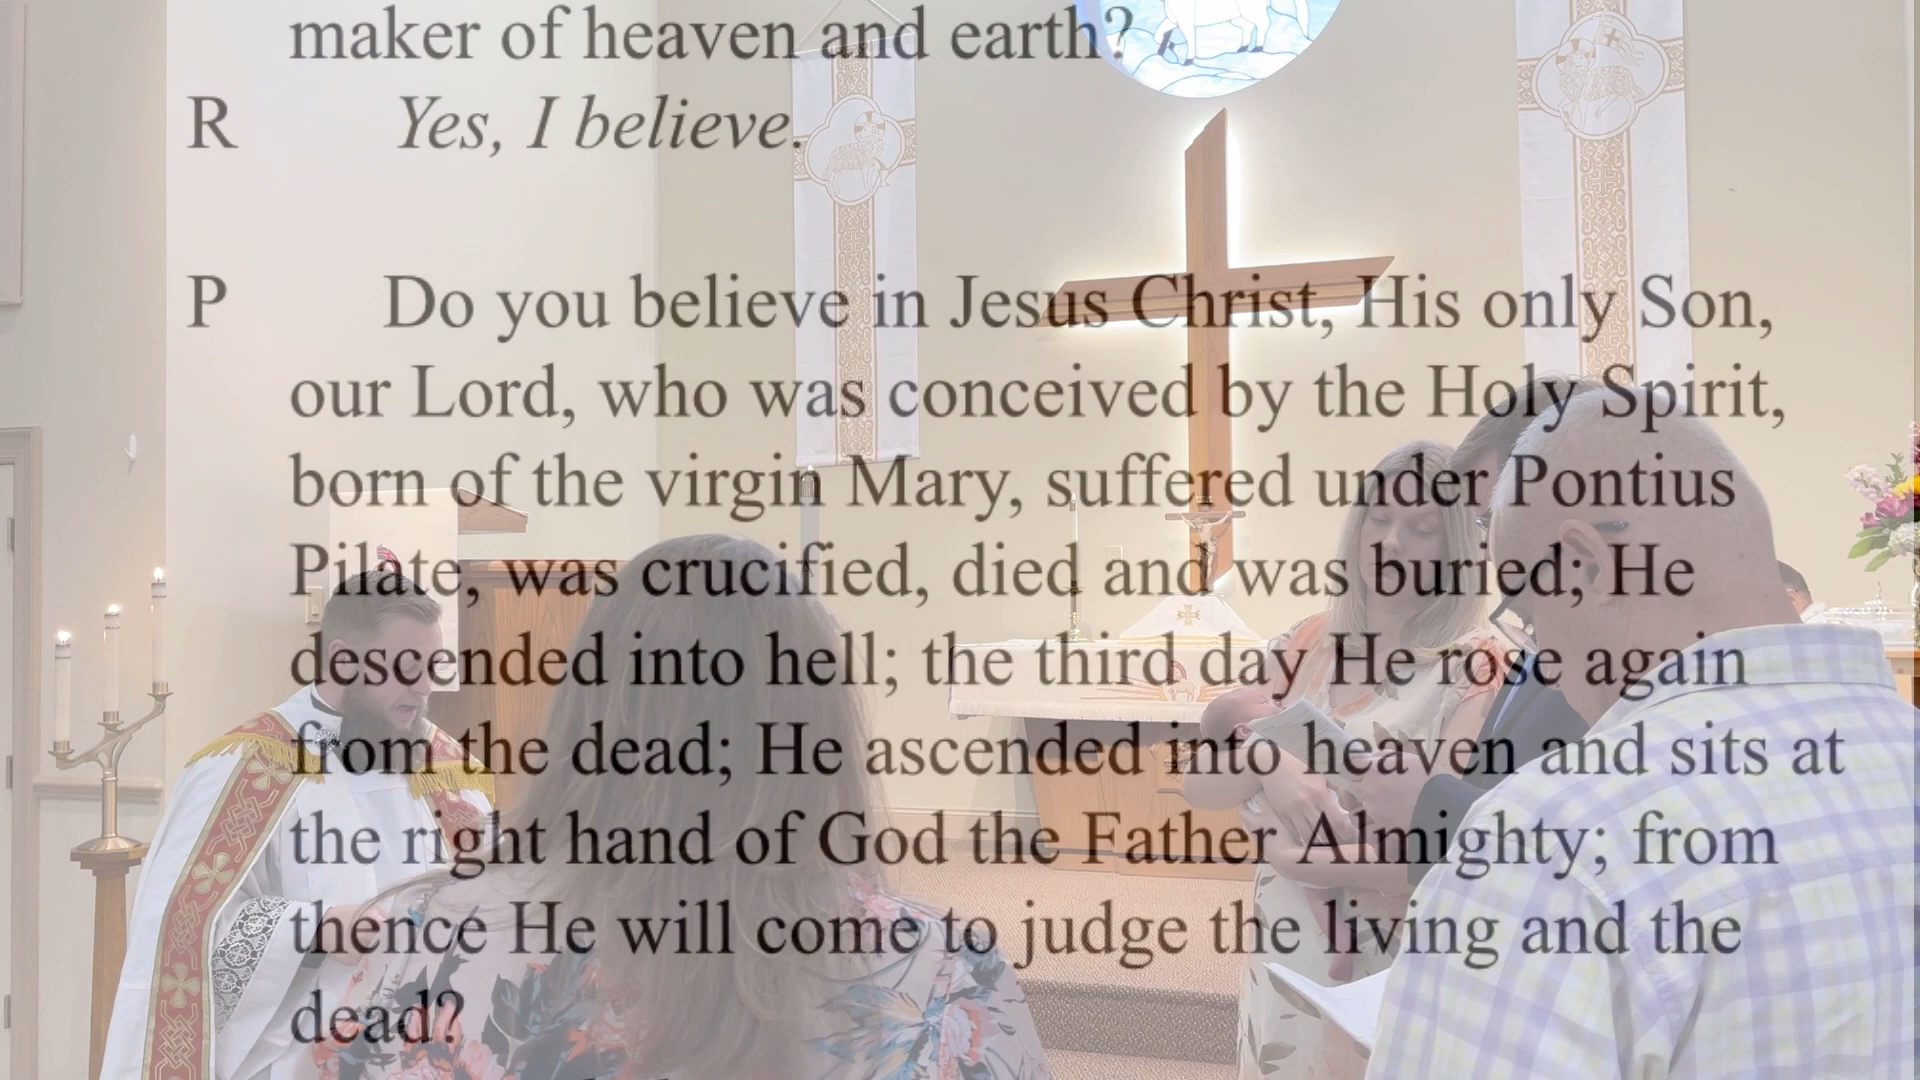 maker of heaven and earth?
R Yes, I believe.
P Do you believe in Jesus Christ, His only Son,
our Lord, who was conceived by the Holy Spirit,
born of the virgin Mary, suffered under Pontius
Pilate, was crucified, died and was buried; He
descended into hell; the third day He rose again
from the dead; He ascended into heaven and sits at
the right hand of God the Father Almighty; from
thence He will come to judge the living and the
dead?